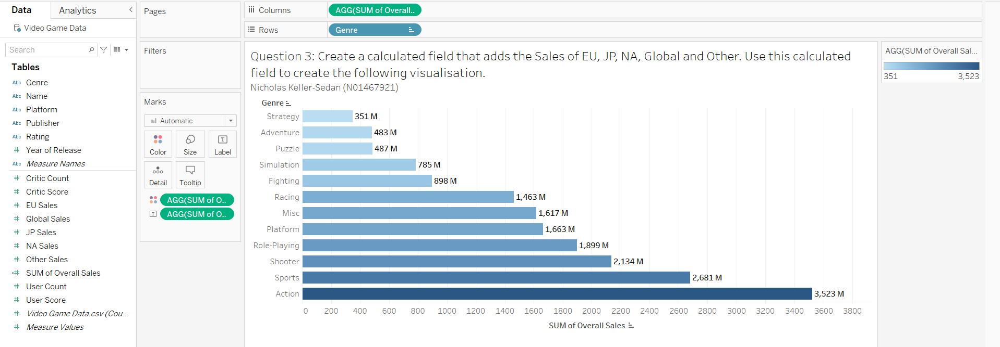 Data
Analytics
Video Game Data
Search
Tables
Abc Genre
Abc Name
Abc Platform
Abc Publisher
Abc Rating
# Year of Release
Abc Measure Names
# Critic Count
# Critic Score
# EU Sales
# Global Sales
# JP Sales
# NA Sales
# Other Sales
=# SUM of Overall Sales
# User Count
# User Score
# Video Game Data.csv (Cou...
# Measure Values
Pages
Filters
Marks
Automatic
Color Size Label
Detail Tooltip
AGG(SUM of O..
T AGG(SUM of O..
Columns AGG(SUM of Overall..
Rows Genre
Question 3: Create a calculated field that adds the Sales of EU, JP, NA, Global and Other. Use this calculated
field to create the following visualisation.
Nicholas Keller-Sedan (N01467921)
Genre
Strategy 351 M
Adventure 483 M
Puzzle 487 M
Simulation 785 M
Fighting 898 M
Racing 1,463 M
Misc 1,617 M
Platform 1,663 M
Role-Playing 1,899 M
Shooter 2,134 M
Sports 2,681 M
Action 3,523 M
0 200 400 600 800 1000 1200 1400 1600 1800 2000 2200 2400 2600 2800 3000 3200 3400 3600 3800
SUM of Overall Sales
AGG(SUM of Overall Sal...
351 3,523